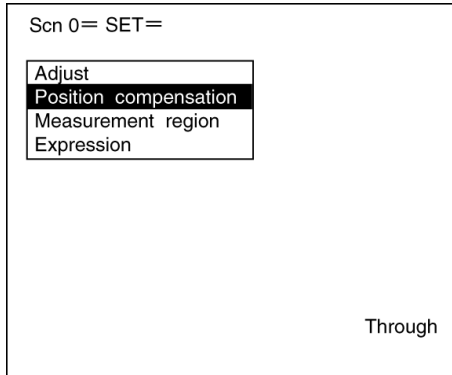 Scn 0= SET=
Adjust
Position compensation
Measurement region
Expression
Through